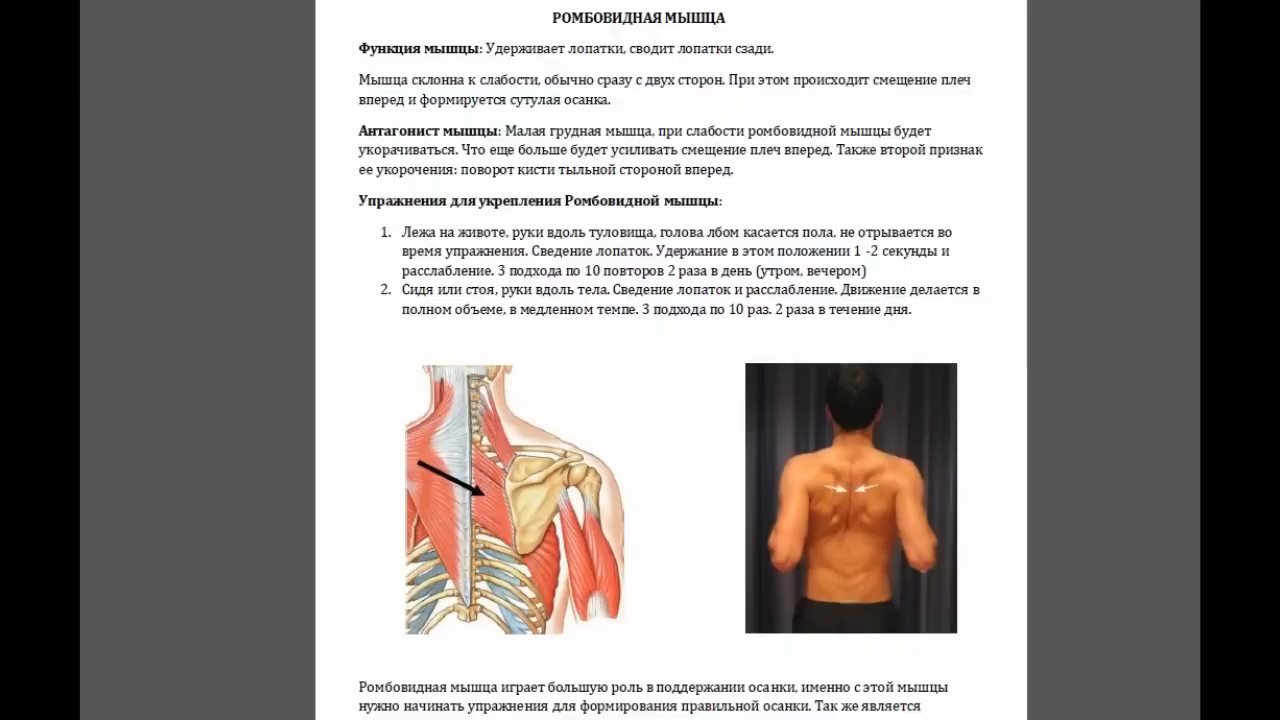 РОМБОВИДНАЯ МЫШЦА
Функция мышцы: Удерживает лопатки, сводит лопатки сзади.
Мышца склонна к слабости, обычно сразу с двух сторон. При этом происходит смещение плеч
вперед и формируется сутулая осанка.
Антагонист мышцы: Малая грудная мышца, при слабости ромбовидной мышцы будет
укорачиваться. Что еще больше будет усиливать смещение плеч вперед. Также второй признак
ее укорочения: поворот кисти тыльной стороной вперед.
Упражнения для укрепления Ромбовидной мышцы:
1. Лежа на животе, руки вдоль туловища, голова лбом касается пола, не отрывается во
время упражнения. Сведение лопаток. Удержание в этом положении 1 -2 секунды и
расслабление. 3 подхода по 10 повторов 2 раза в день (утром, вечером)
2. Сидя или стоя, руки вдоль тела. Сведение лопаток и расслабление. Движение делается в
полном объеме, в медленном темпе. 3 подхода по 10 раз. 2 раза в течение дня.
Ромбовидная мышца играет большую роль в поддержании осанки, именно с этой мышцы
нужно начинать упражнения для формирования правильной осанки. Так же является